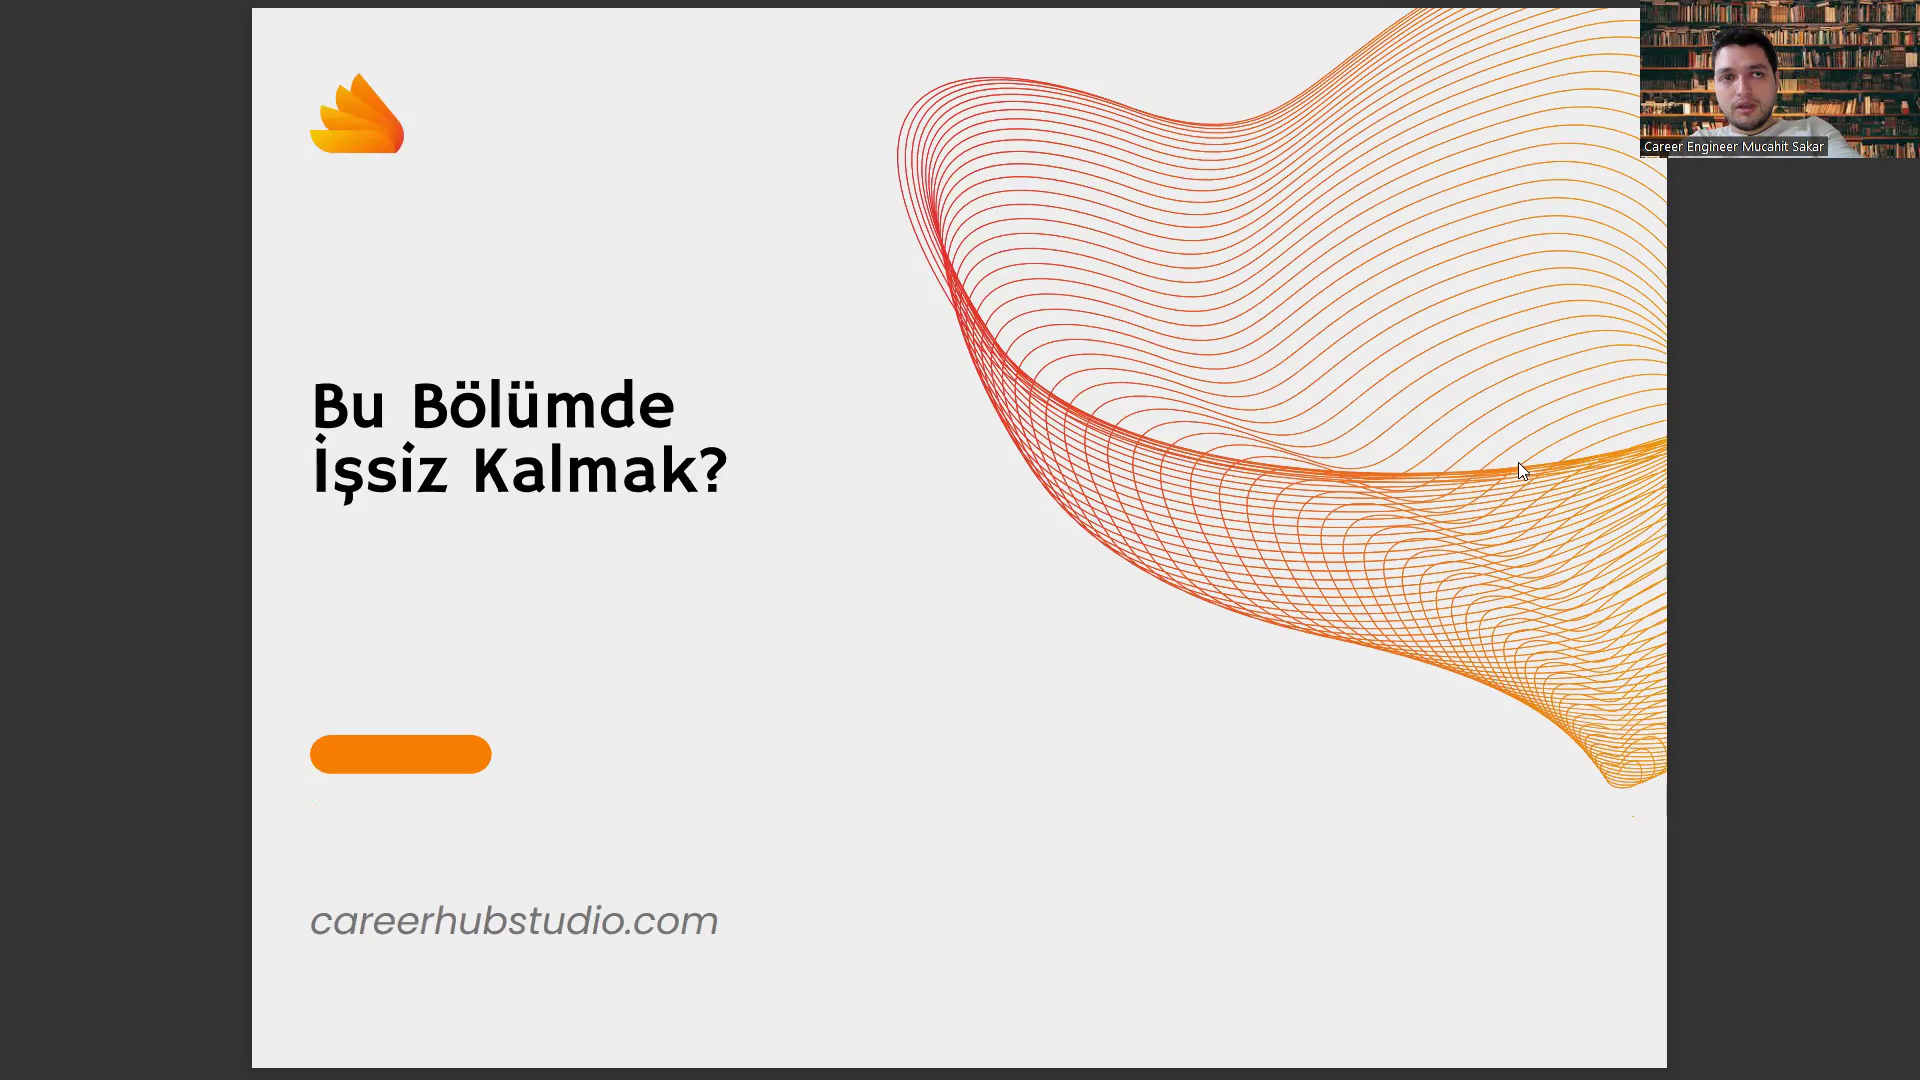 Career Engineer Mucahit Sakar
Bu Bölümde
İşsiz Kalmak?
careerhubstudio.com